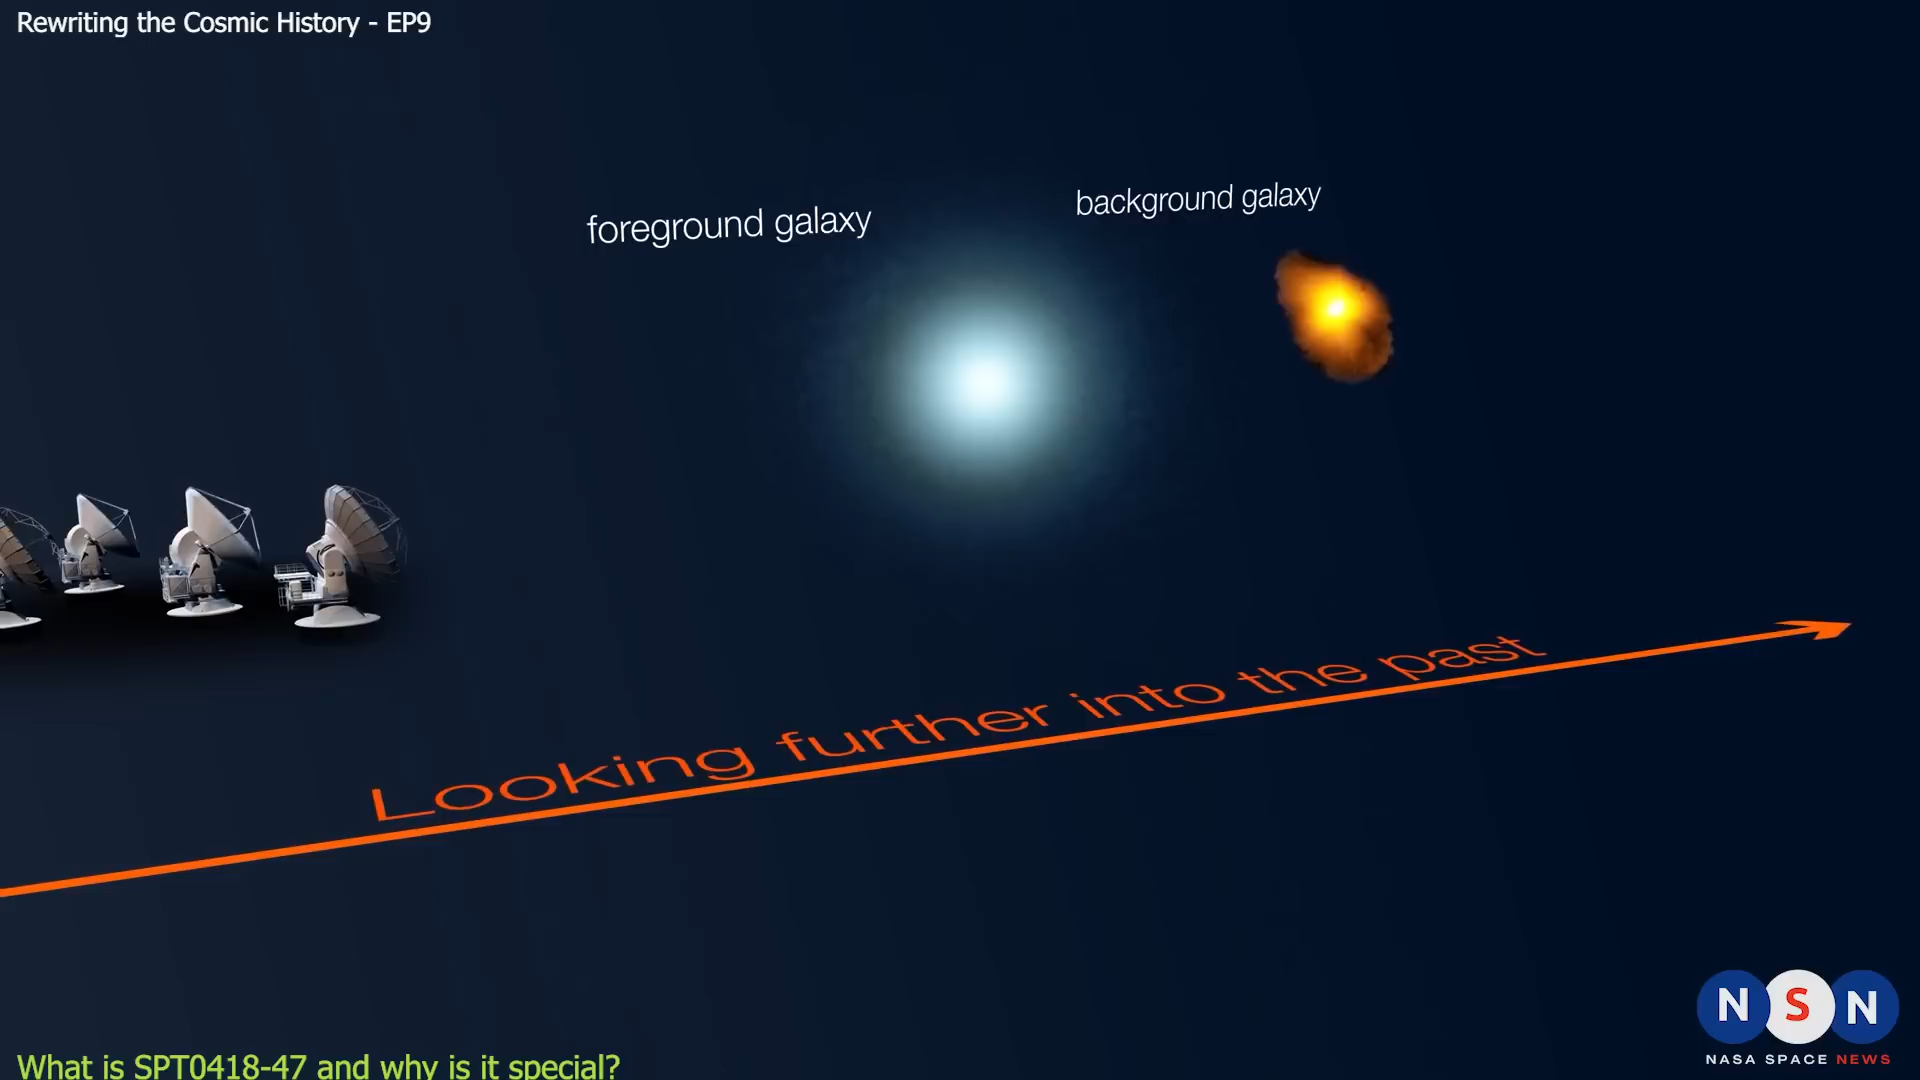 Rewriting the Cosmic History - EP9
foreground galaxy
background galaxy
Looking further into the past
What is SPT0418-47 and why is it special?
NSN
NASA SPACE NEWS